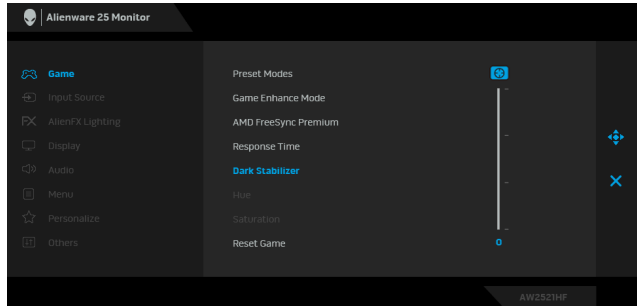 Alienware 25 Monitor
Game
Input Source
AlienFX Lighting
Display
Audio
Menu
Personalize
Others
Preset Modes
Game Enhance Mode
AMD FreeSync Premium
Response Time
Dark Stabilizer
Hue
Saturation
Reset Game
0
AW2521HF